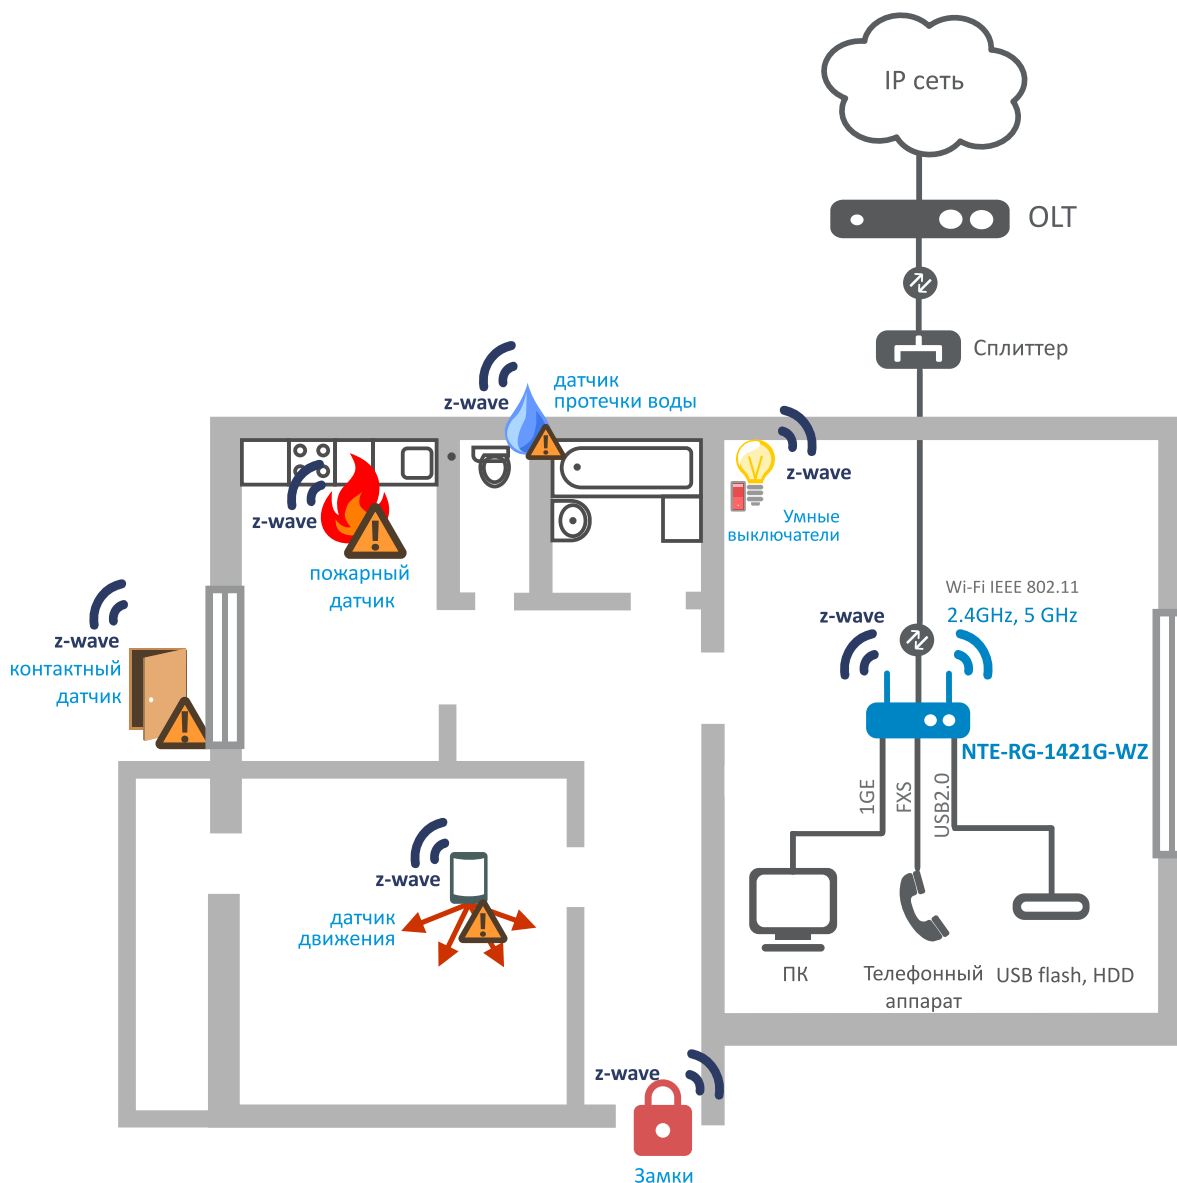 IP сеть
OLT
Сплиттер
z-wave
датчик
протечки воды
z-wave
Умные
выключатели
z-wave
пожарный
датчик
z-wave
контактный
датчик
Wi-Fi IEEE 802.11
2.4GHz, 5 GHz
z-wave
NTE-RG-1421G-WZ
1GE
FXS
USB2.0
z-wave
датчик
движения
ПК
Телефонный
аппарат
USB flash, HDD
z-wave
Замки